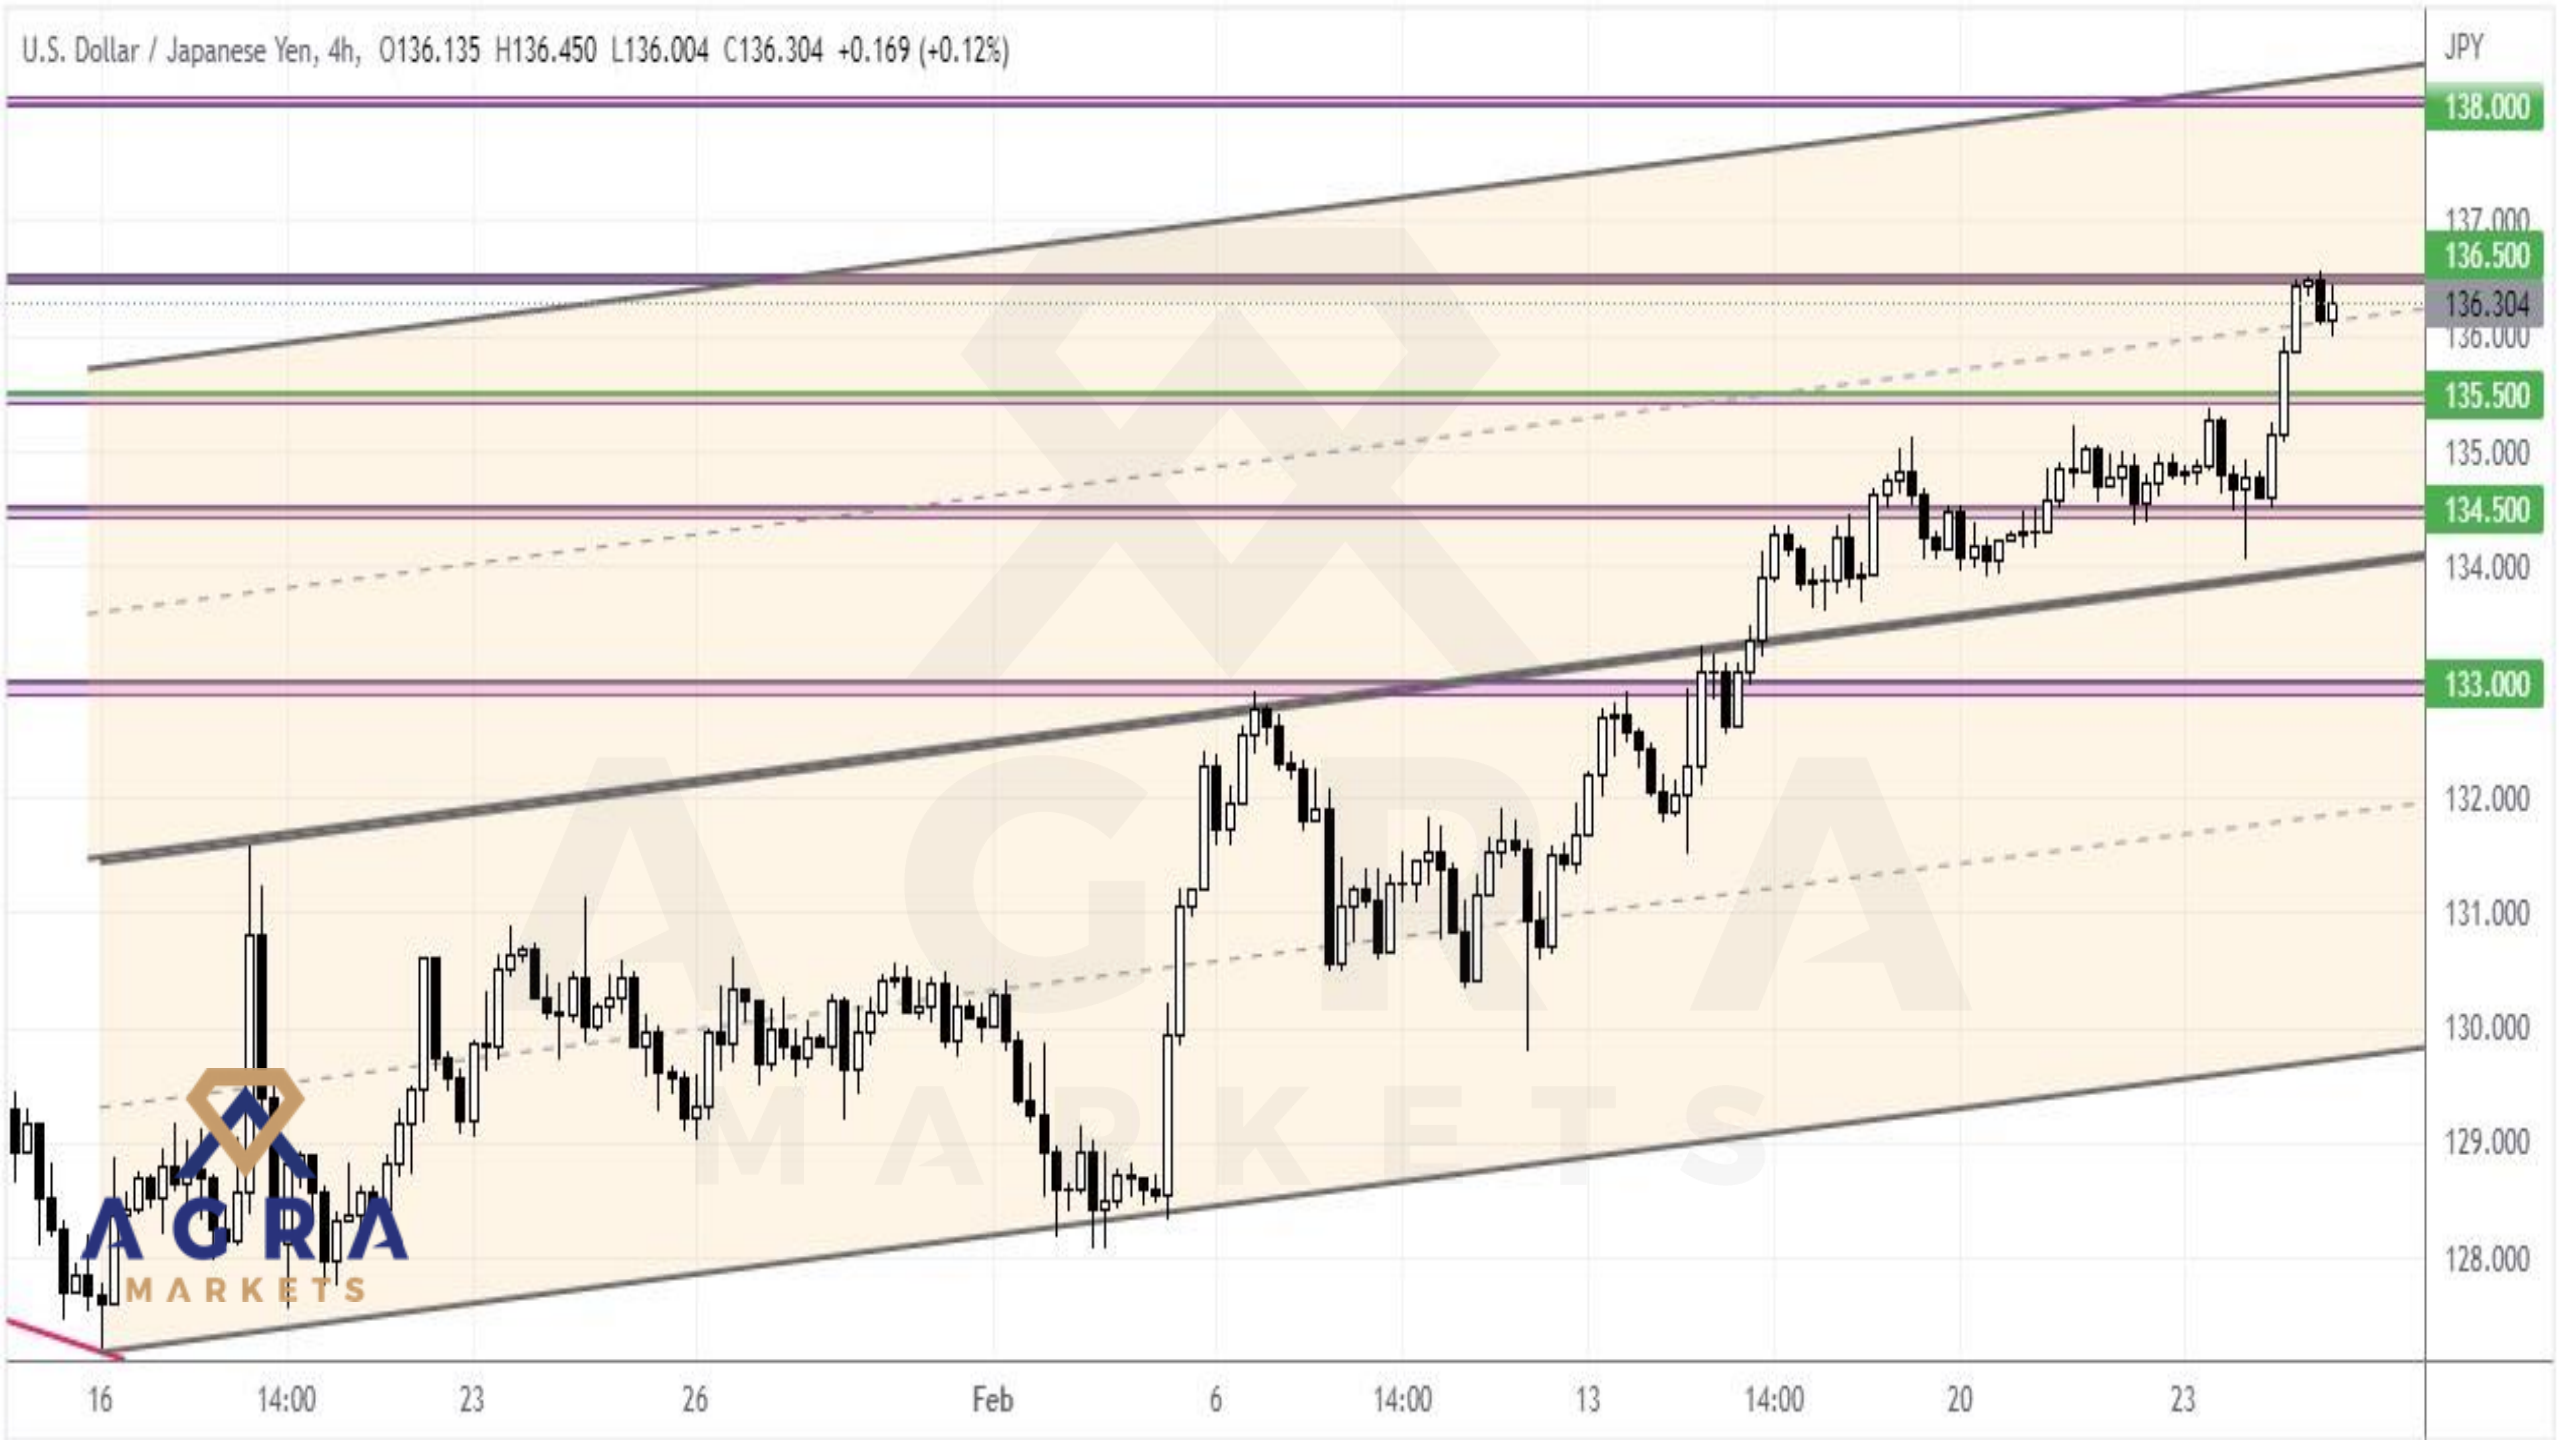 U.S. Dollar / Japanese Yen, 4h, O136.135 H136.450 L136.004 C136.304 +0.169 (+0.12%)
JPY
138.000
137.000
136.500
136.304
136.000
135.500
135.000
134.500
134.000
133.000
132.000
131.000
130.000
129.000
128.000
AGRA
MARKETS
AGRA
MARKETS
16 14:00 23 26 Feb 6 14:00 13 14:00 20 23